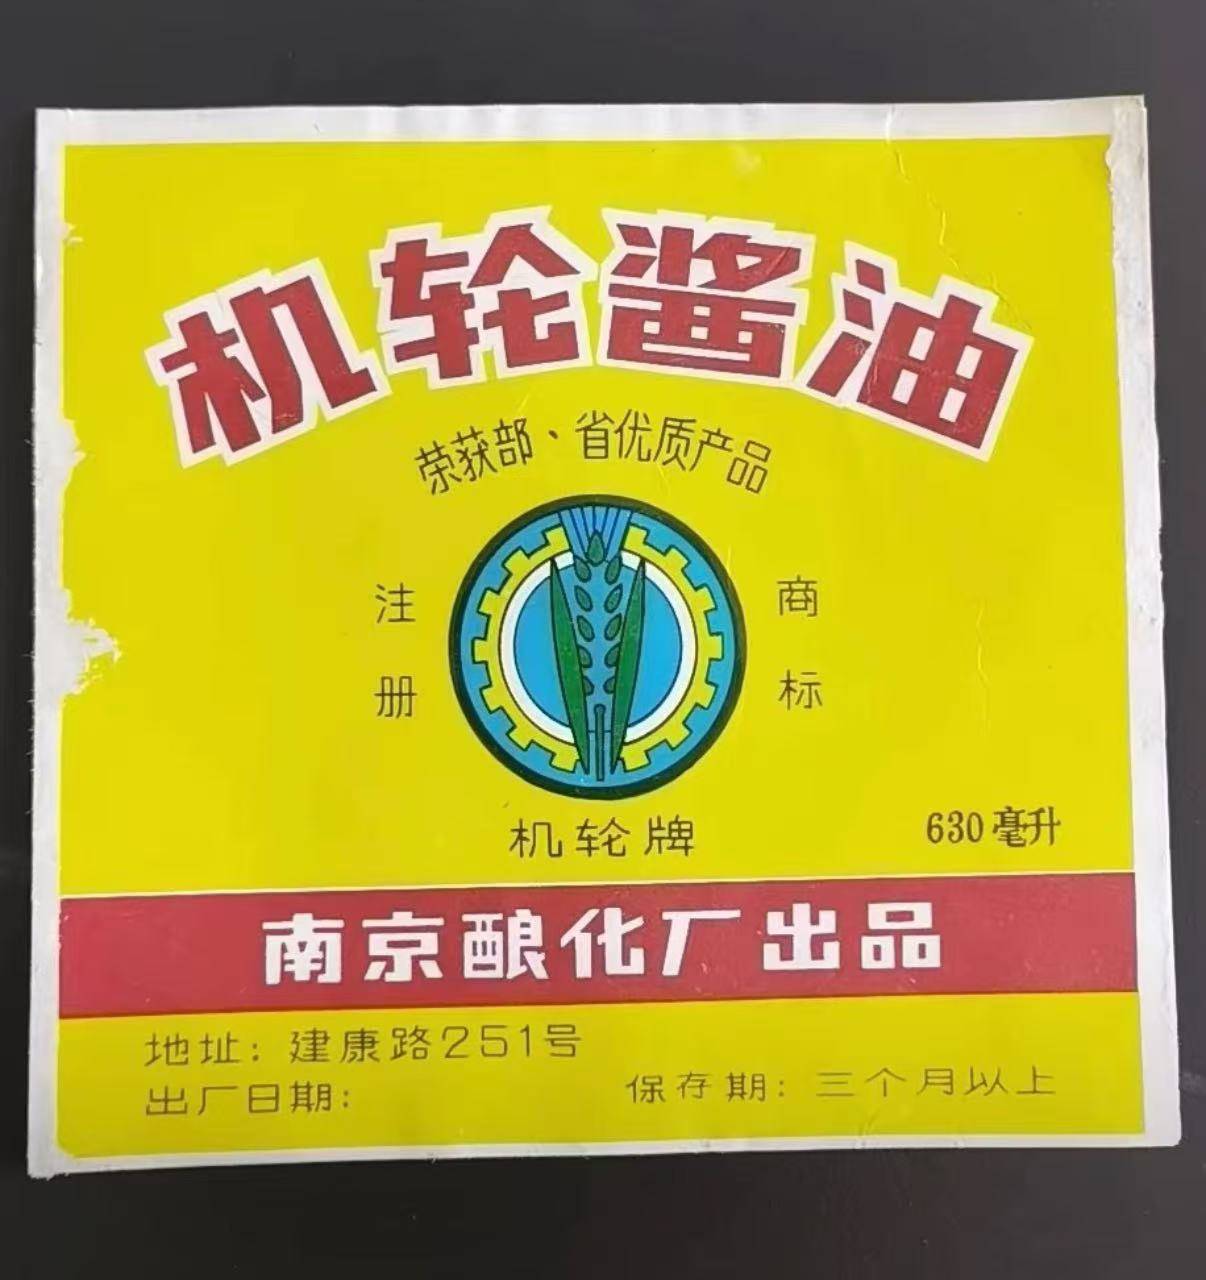 机轮酱油
荣获部、省优质产品
注册
商标
机轮牌
630毫升
南京酿化厂出品
地址：建康路251号
出厂日期：
保存期：三个月以上